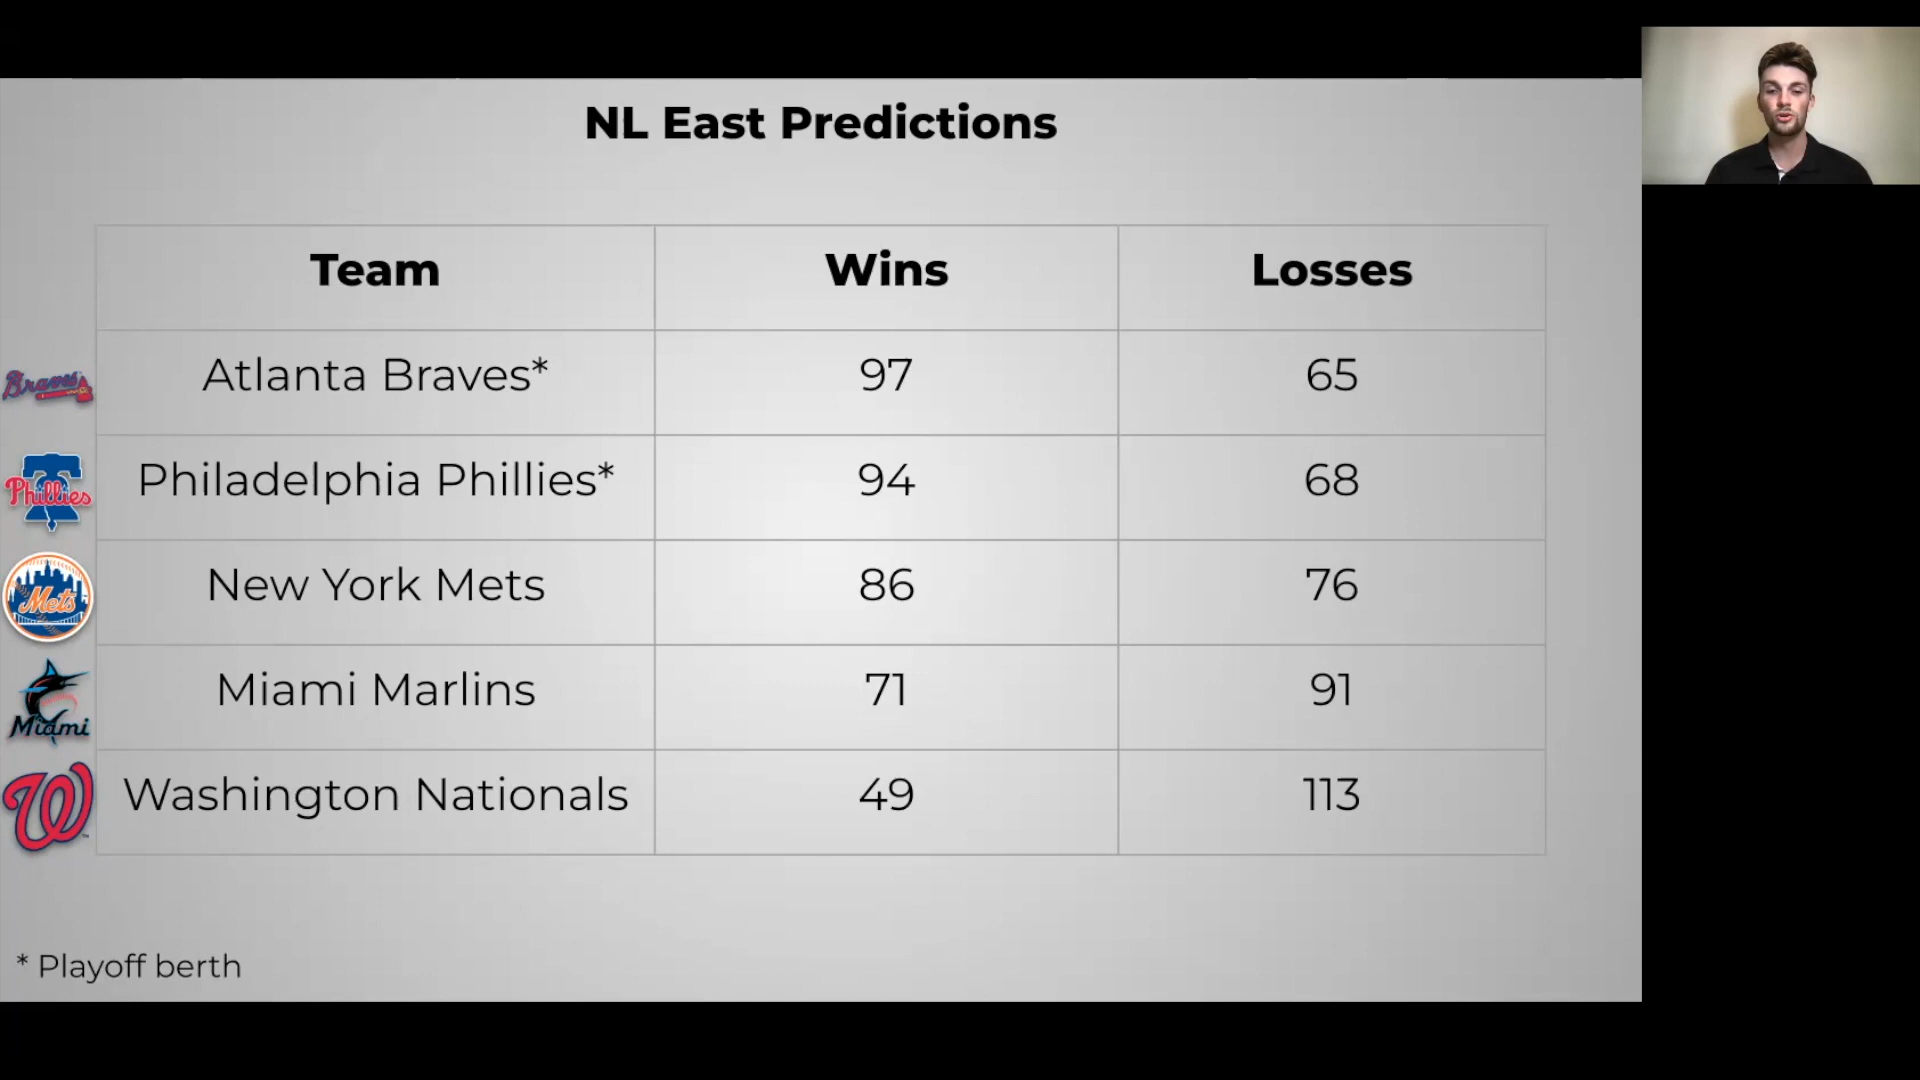 NL East Predictions
Team Wins Losses
Braves
Atlanta Braves* 97 65
Phillies
Philadelphia Phillies* 94 68
Mets
New York Mets 86 76
Miami
Miami Marlins 71 91
W
Washington Nationals 49 113
* Playoff berth